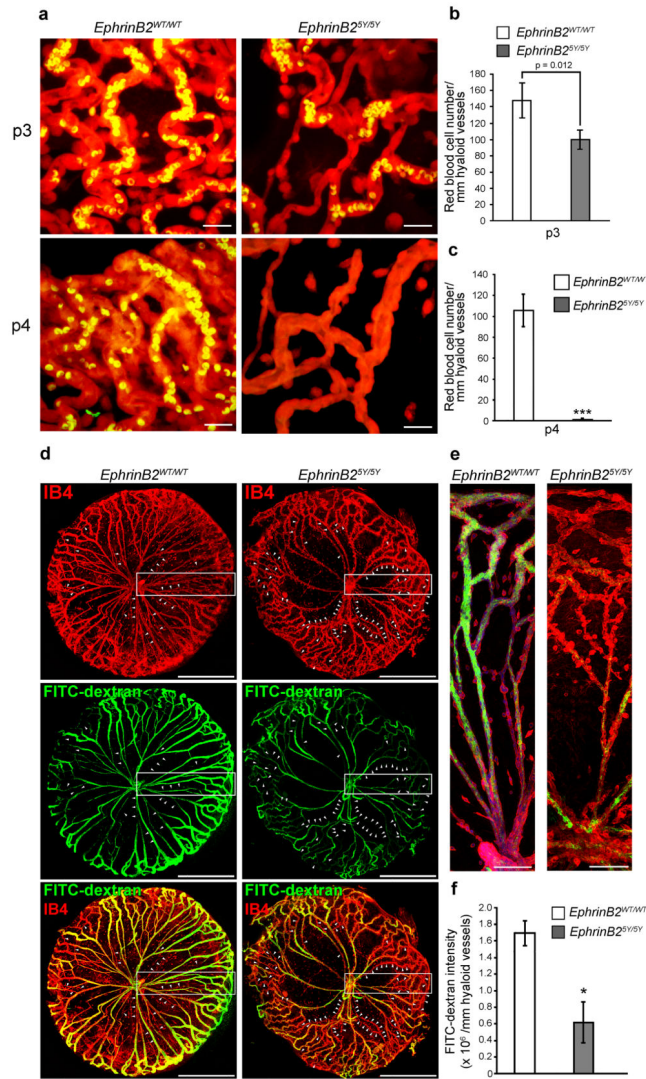 a
EphrinB2WT/WT
EphrinB25Y/5Y
p3
p4
b
EphrinB2WT/WT
EphrinB25Y/5Y
p = 0.012
Red blood cell number/
mm hyaloid vessels
160
140
120
100
80
60
40
20
0
p3
c
EphrinB2WT/W
EphrinB25Y/5Y
Red blood cell number/
mm hyaloid vessels
140
120
100
80
60
40
20
0
***
p4
d
EphrinB2WT/WT
EphrinB25Y/5Y
IB4
IB4
FITC-dextran
FITC-dextran
FITC-dextran
IB4
FITC-dextran
IB4
e
EphrinB2WT/WT
EphrinB25Y/5Y
f
EphrinB2WT/WT
EphrinB25Y/5Y
FITC-dextran intensity
(x 10⁶ /mm hyaloid vessels)
2.0
1.8
1.6
1.4
1.2
1.0
0.8
0.6
0.4
0.2
0
*